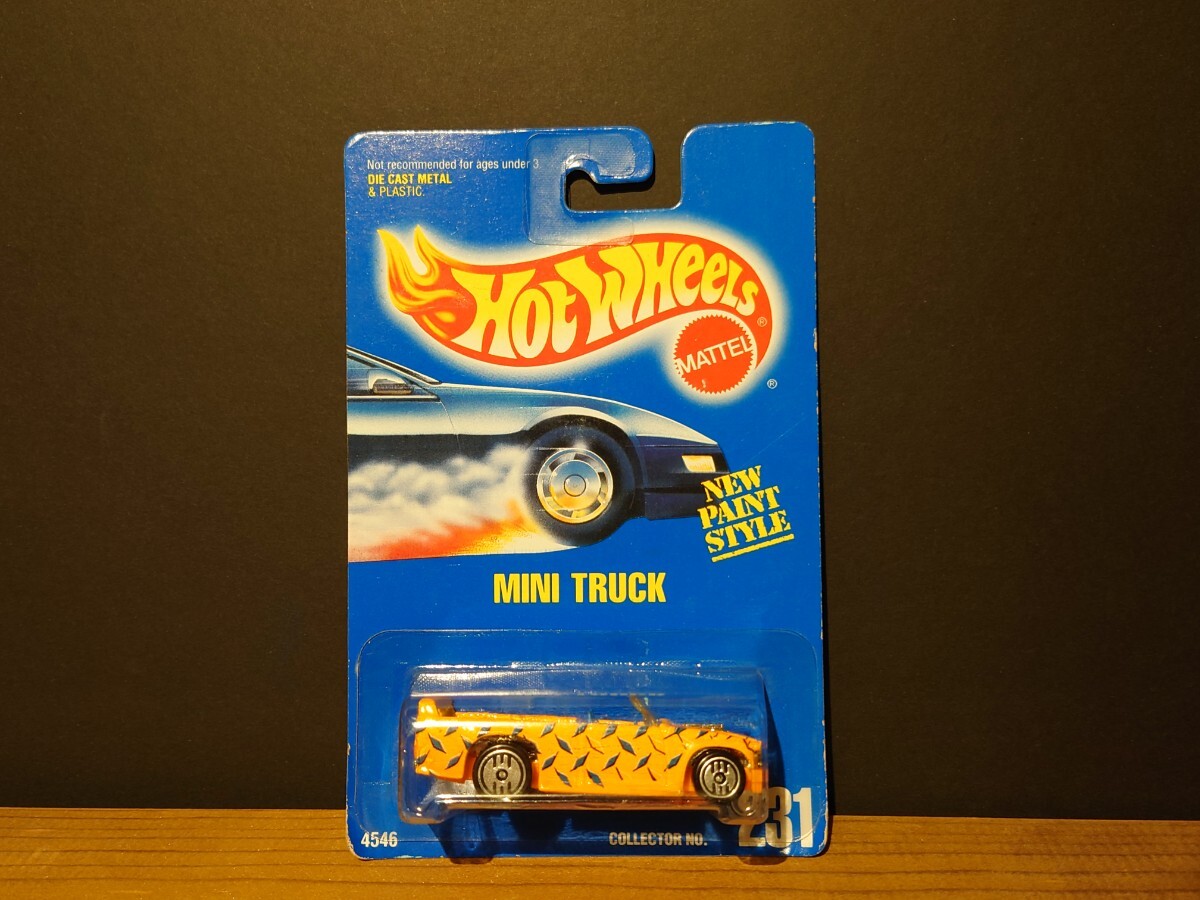 Not recommended for ages under 3.
DIE CAST METAL
& PLASTIC.
Hot Wheels ®
MATTEL
®
NEW
PAINT
STYLE
MINI TRUCK
4546
COLLECTOR NO. 231